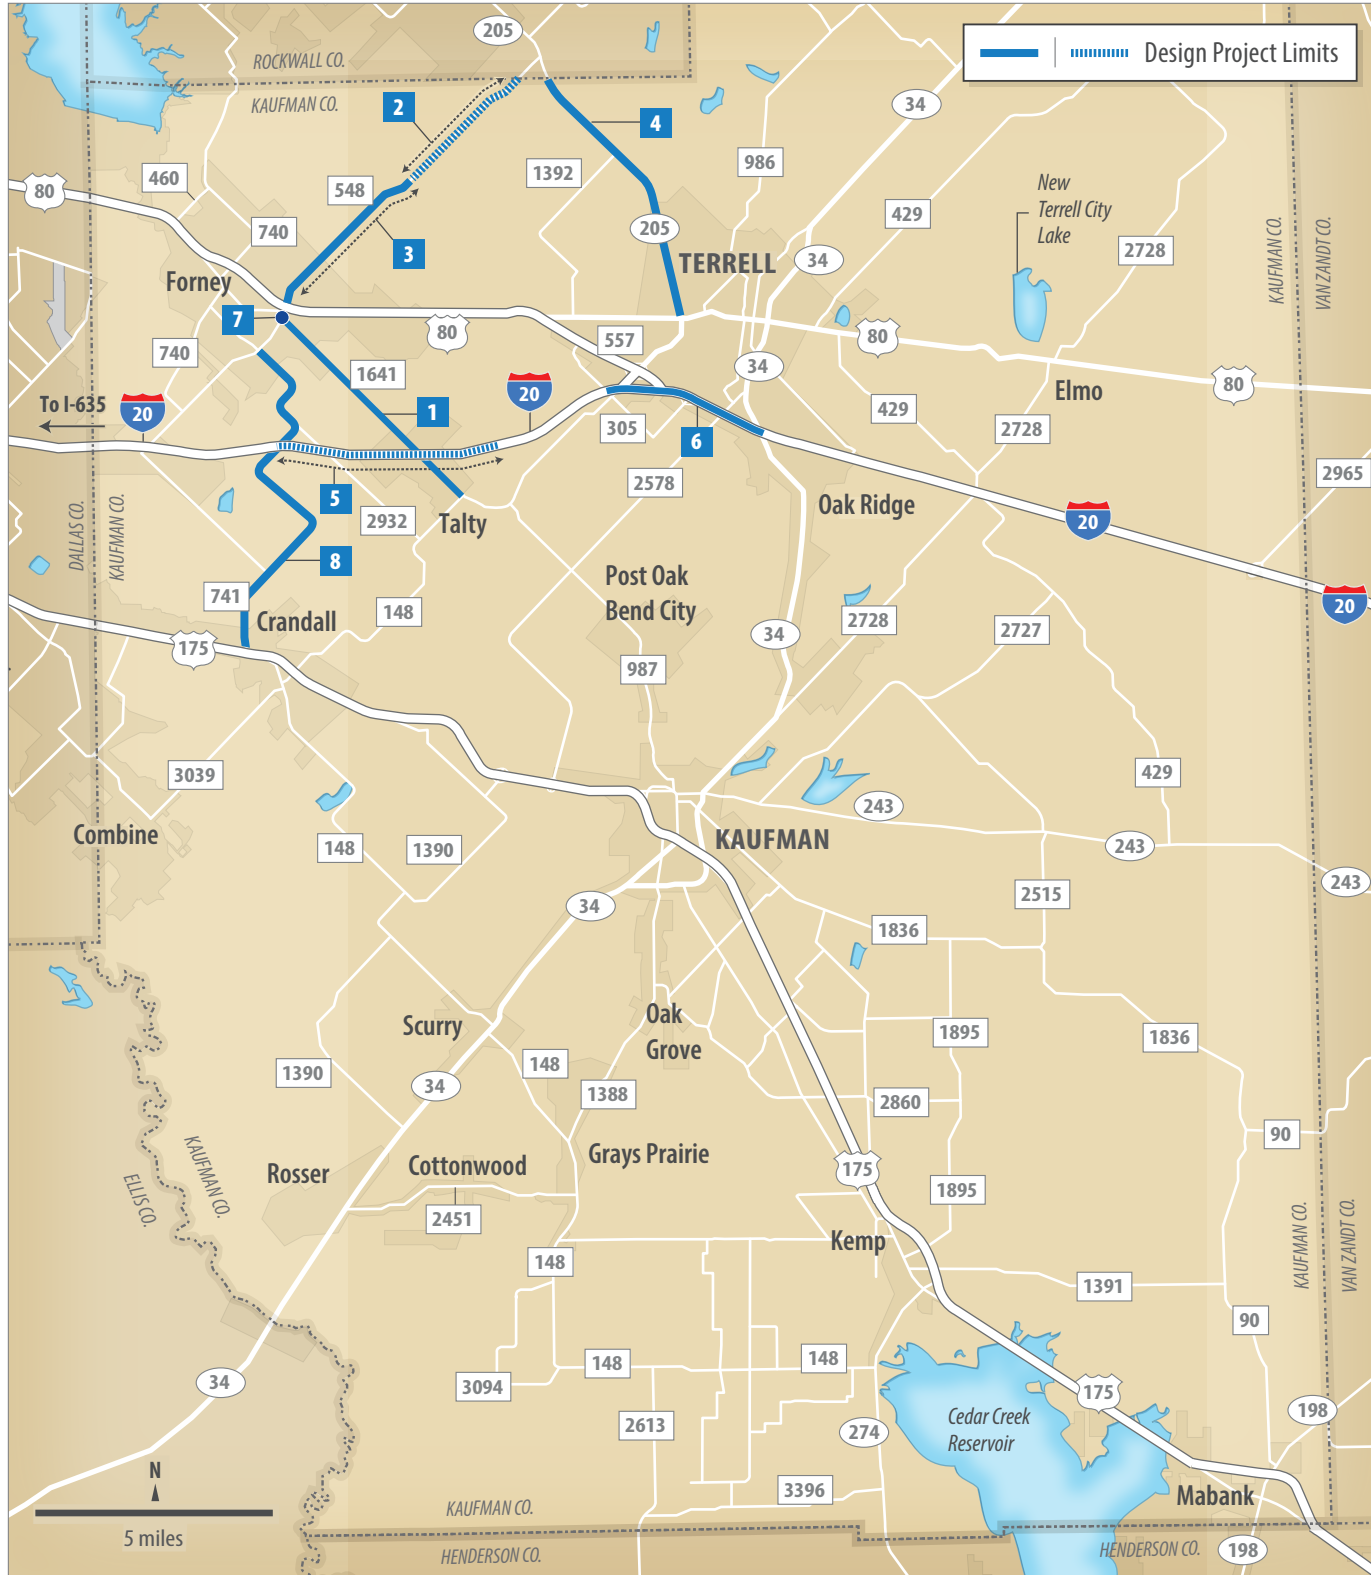 205
ROCKWALL CO.
KAUFMAN CO.
Design Project Limits
2
4
34
80
460
548
1392
986
New
Terrell City
Lake
740
3
205
429
2728
KAUFMAN CO.
VAN ZANDT CO.
TERRELL
34
Forney
7
80
557
80
740
1641
34
Elmo
80
To I-635
20
20
1
305
6
429
2728
5
2578
2965
DALLAS CO.
KAUFMAN CO.
2932
Talty
Oak Ridge
20
8
Post Oak
Bend City
741
Crandall
148
2728
2727
20
175
34
987
3039
429
243
Combine
148
1390
KAUFMAN
243
243
34
2515
1836
Scurry
Oak
Grove
1895
1836
1390
34
148
1388
2860
90
KAUFMAN CO.
ELLIS CO.
Rosser
Cottonwood
Grays Prairie
175
1895
2451
Kemp
KAUFMAN CO.
VAN ZANDT CO.
148
1391
90
34
3094
148
148
175
2613
274
Cedar Creek
Reservoir
198
N
5 miles
3396
Mabank
KAUFMAN CO.
HENDERSON CO.
HENDERSON CO.
198